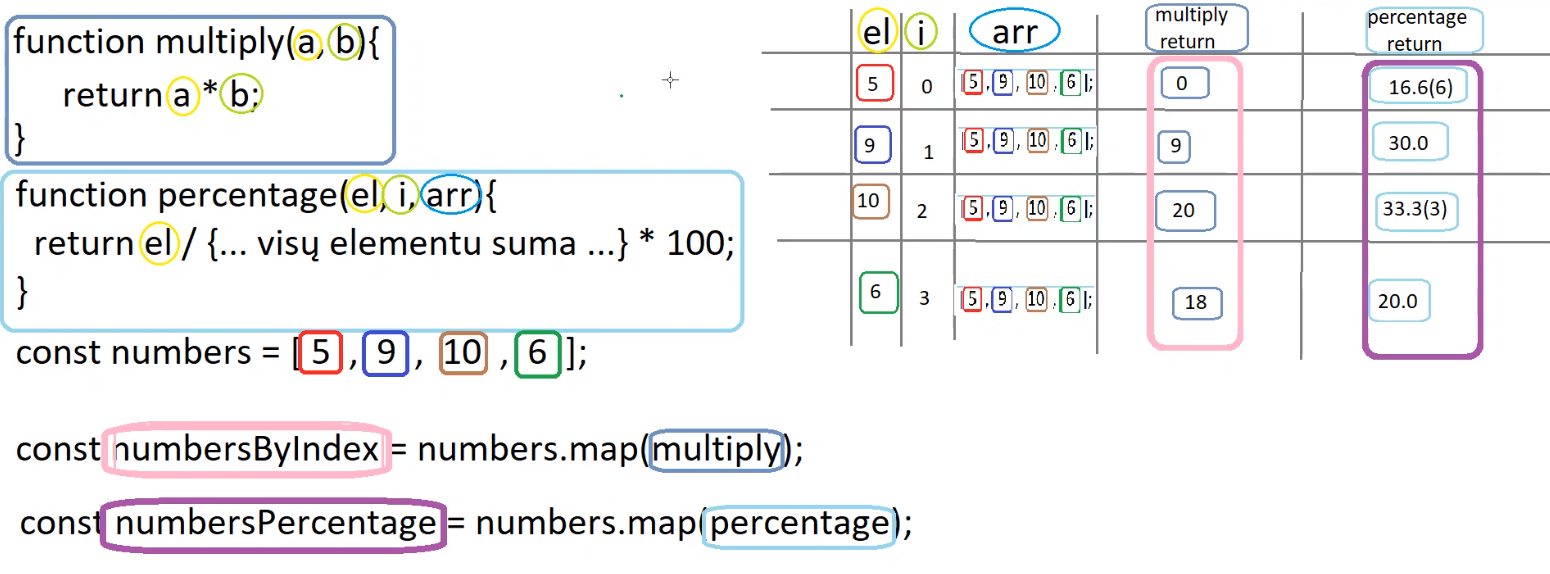 function multiply(a, b){
return a * b;
}
function percentage(el, i, arr){
return el / {... visų elementu suma ...} * 100;
}
const numbers = [ 5 , 9 , 10 , 6 ];
const numbersByIndex = numbers.map(multiply);
const numbersPercentage = numbers.map(percentage);
el i arr multiply return percentage return
5 0 [ 5 , 9 , 10 , 6 ]; 0 16.6(6)
9 1 [ 5 , 9 , 10 , 6 ]; 9 30.0
10 2 [ 5 , 9 , 10 , 6 ]; 20 33.3(3)
6 3 [ 5 , 9 , 10 , 6 ]; 18 20.0